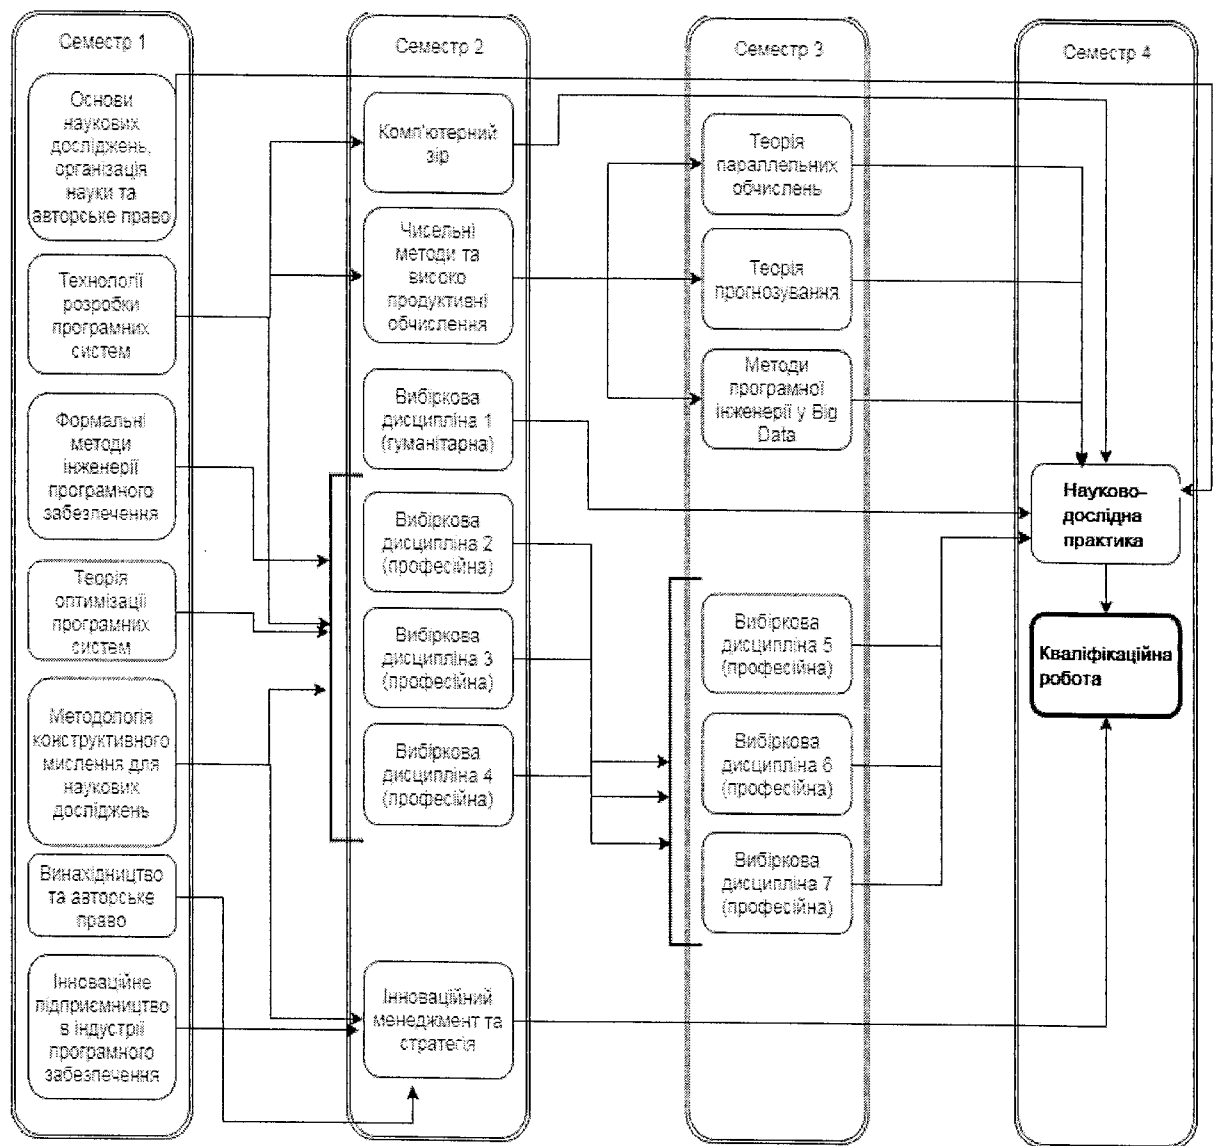 Семестр 1
Основи
наукових
досліджень,
організація
науки та
авторське право
Технології
розробки
програмних
систем
Формальні
методи
інженерії
програмного
забезпечення
Теорія
оптимізації
програмних
систем
Методологія
конструктивного
мислення для
наукових
досліджень
Винахідництво
та авторське
право
Інноваційне
підприємництво
в індустрії
програмного
забезпечення
Семестр 2
Комп'ютерний
зір
Чисельні
методи та
високо
продуктивні
обчислення
Вибіркова
дисципліна 1
(гуманітарна)
Вибіркова
дисципліна 2
(професійна)
Вибіркова
дисципліна 3
(професійна)
Вибіркова
дисципліна 4
(професійна)
Інноваційний
менеджмент та
стратегія
Семестр 3
Теорія
параллельних
обчислень
Теорія
прогнозування
Методи
програмної
інженерії у Big
Data
Вибіркова
дисципліна 5
(професійна)
Вибіркова
дисципліна 6
(професійна)
Вибіркова
дисципліна 7
(професійна)
Семестр 4
Науково-
дослідна
практика
Кваліфікаційна
робота